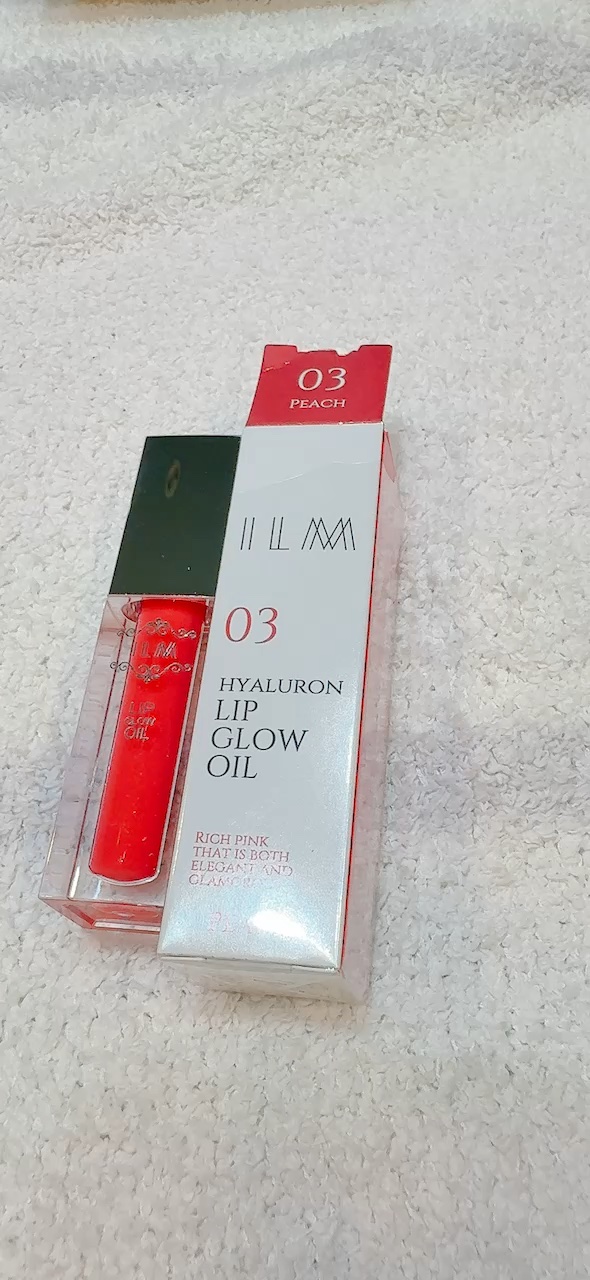 03
PEACH
ILM
03
HYALURON
LIP
GLOW
OIL
RICH PINK
THAT IS BOTH
ELEGANT AND
ILM
LIP
GLOW
OIL